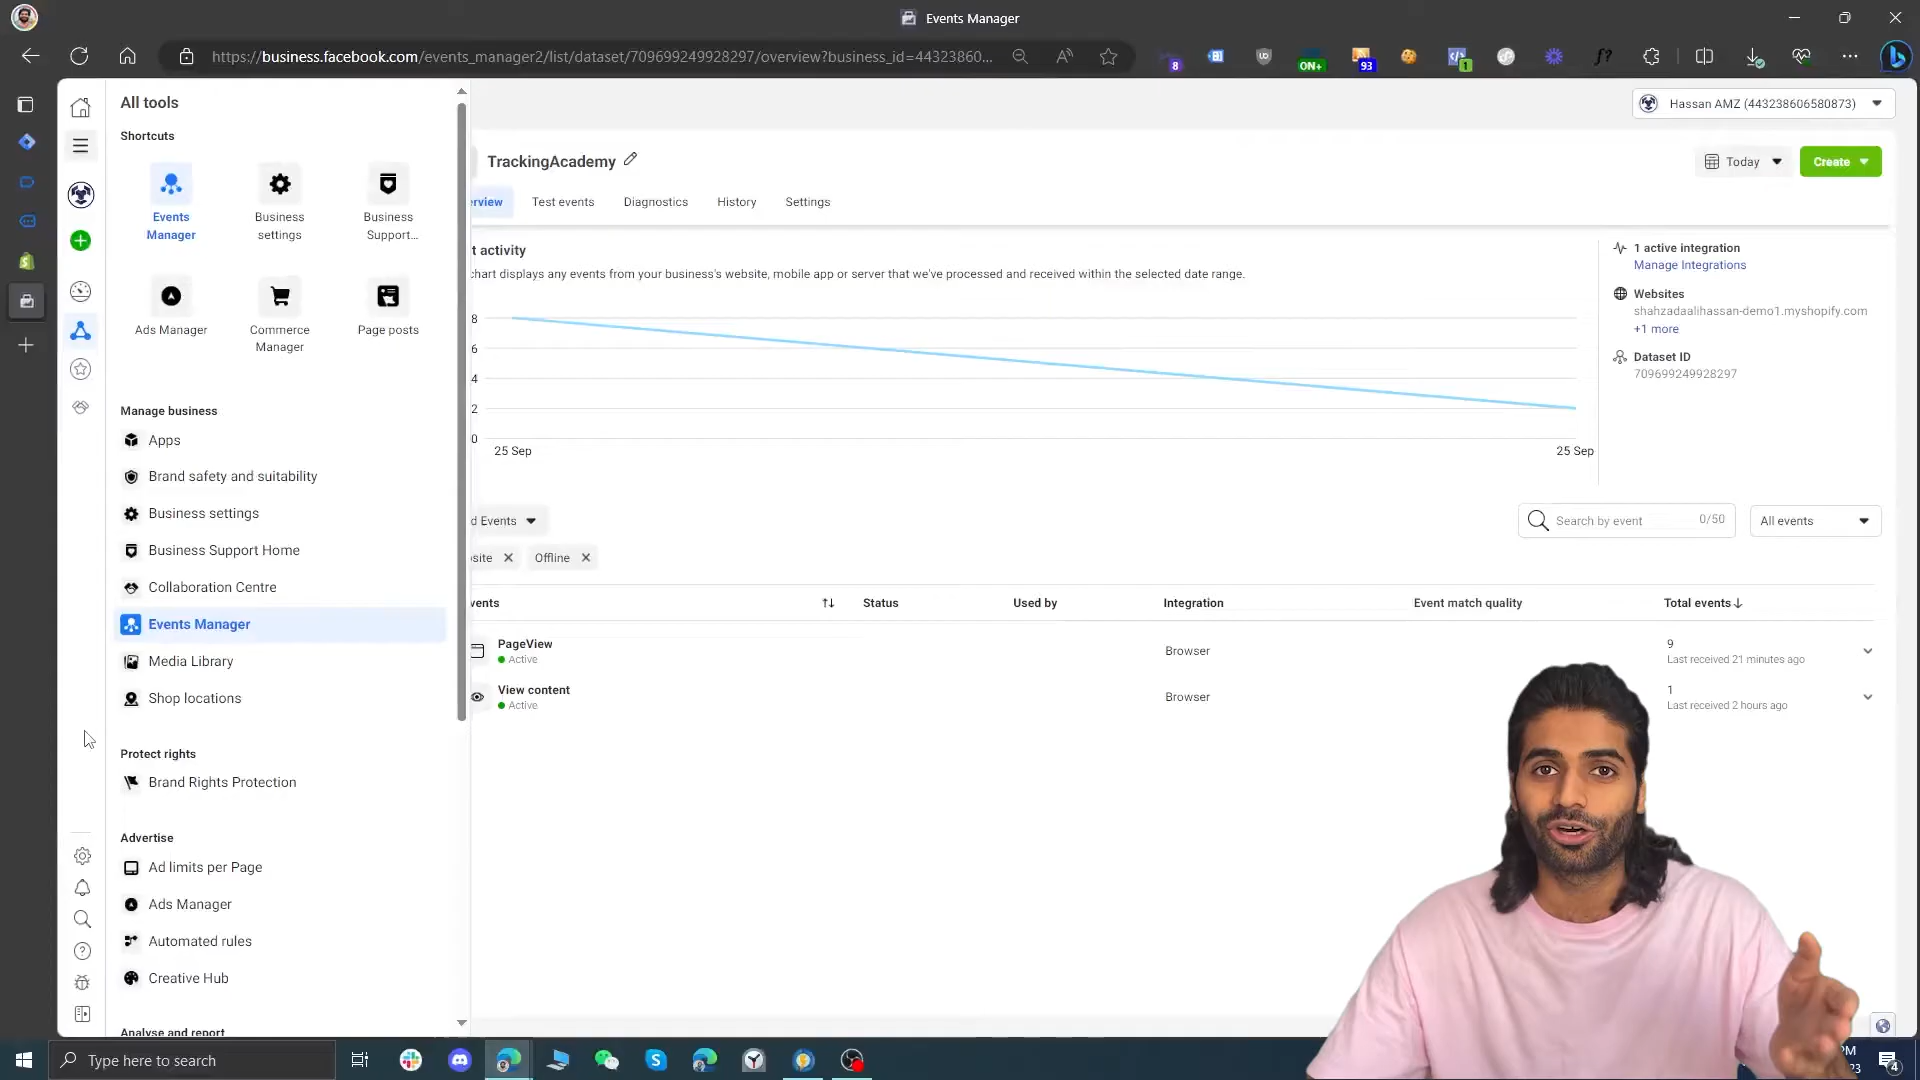 Events Manager
https://business.facebook.com/events_manager2/list/dataset/709699249928297/overview?business_id=44323860...
8
ON+
93
1
All tools
Shortcuts
Events
Manager
Business
settings
Business
Support...
Ads Manager
Commerce
Manager
Page posts
Manage business
Apps
Brand safety and suitability
Business settings
Business Support Home
Collaboration Centre
Events Manager
Media Library
Shop locations
Protect rights
Brand Rights Protection
Advertise
Ad limits per Page
Ads Manager
Automated rules
Creative Hub
Analyse and report
Hassan AMZ (443238606580873)
TrackingAcademy
Today
Create
rview
Test events
Diagnostics
History
Settings
t activity
chart displays any events from your business's website, mobile app or server that we've processed and received within the selected date range.
8
6
4
2
0
25 Sep
25 Sep
1 active integration
Manage Integrations
Websites
shahzadaalihassan-demo1.myshopify.com
+1 more
Dataset ID
709699249928297
d Events
Search by event
0/50
All events
site
Offline
vents
Status
Used by
Integration
Event match quality
Total events
PageView
Active
Browser
9
Last received 21 minutes ago
View content
Active
Browser
1
Last received 2 hours ago
Type here to search
PM
23
4